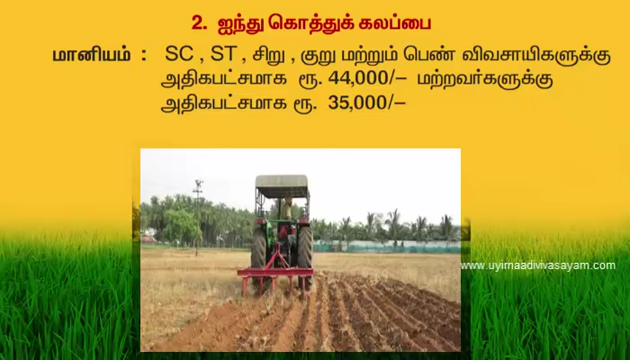 2. ஐந்து கொத்துக் கலப்பை
மானியம் : SC , ST , சிறு , குறு மற்றும் பெண் விவசாயிகளுக்கு
அதிகபட்சமாக ரூ. 44,000/– மற்றவர்களுக்கு
அதிகபட்சமாக ரூ. 35,000/–
www.uyirnaadivivasayam.com